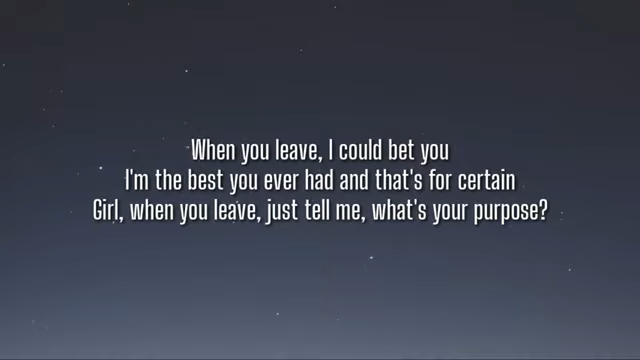 When you leave, I could bet you
I'm the best you ever had and that's for certain
Girl, when you leave, just tell me, what's your purpose?